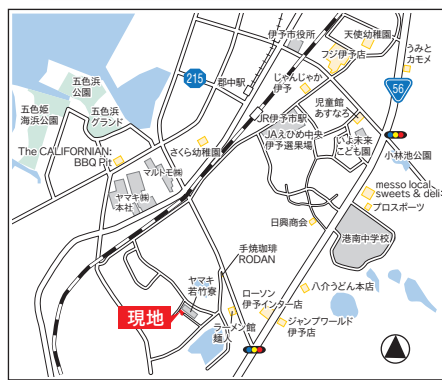 伊予市役所
天使幼稚園
フジ伊予店
うみと
カモメ
五色浜
公園
215
郡中駅
じゃんじゃか
伊予
56
五色姫
海浜公園
五色浜
グランド
児童館
あすなろ
JR伊予市駅
JAえひめ中央
伊予選果場
いよ未来
こども園
さくら幼稚園
小林池公園
The CALIFORNIAN:
BBQ Pit
マルトモ㈱
messo local
sweets & deli:
ヤマキ㈱
本社
プロスポーツ
日興商会
港南中学校
手焼珈琲
RODAN
ヤマキ
若竹寮
八介うどん本店
現地
ローソン
伊予インター店
ラーメン館
麺人
ジャンプワールド
伊予店